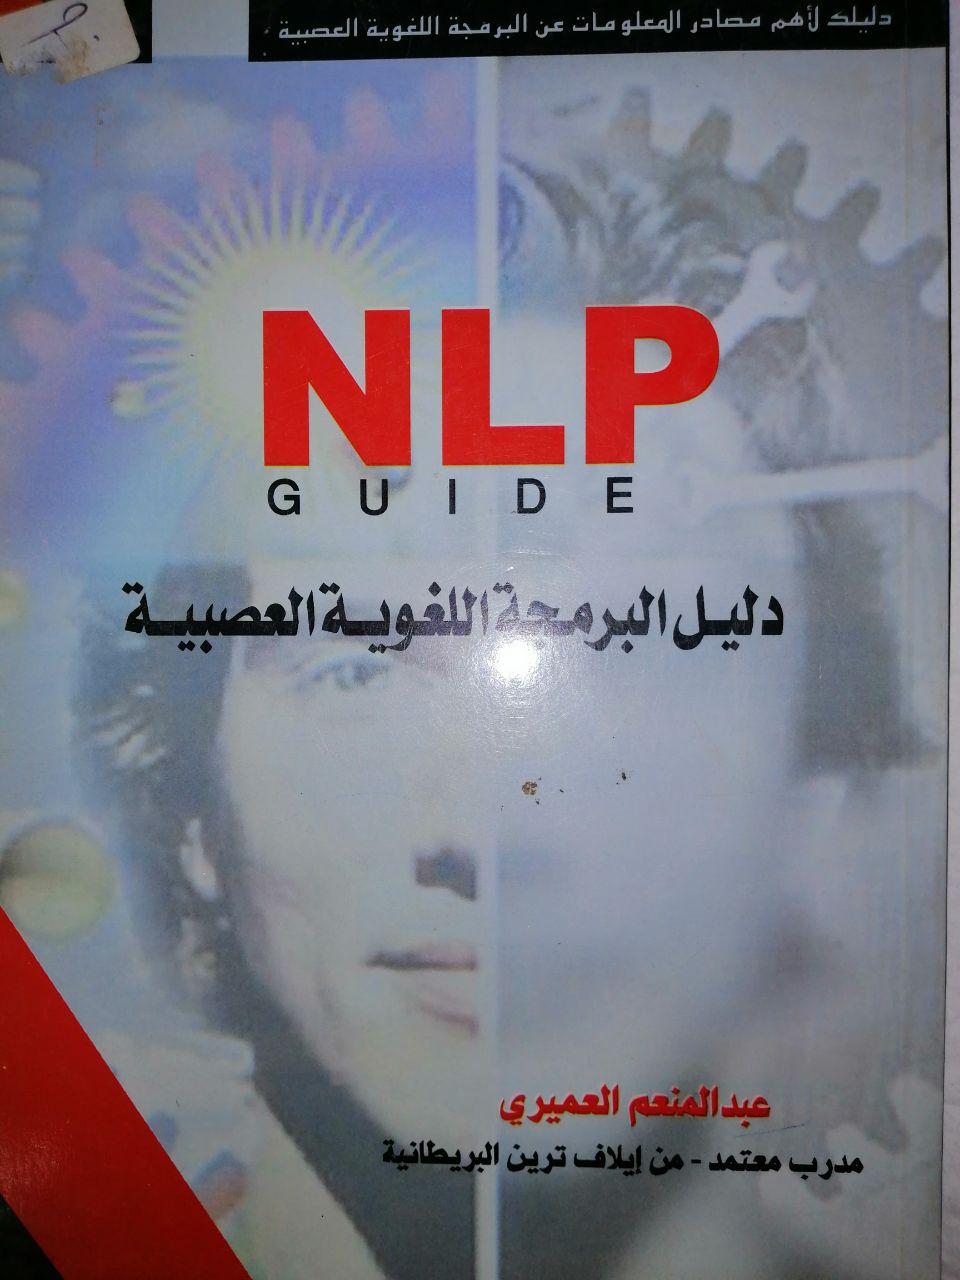 دليلك لأهم مصادر المعلومات عن البرمجة اللغوية العصبية
NLP
GUIDE
دليل البرمجة اللغوية العصبية
عبدالمنعم العميري
مدرب معتمد - من إيلاف ترين البريطانية